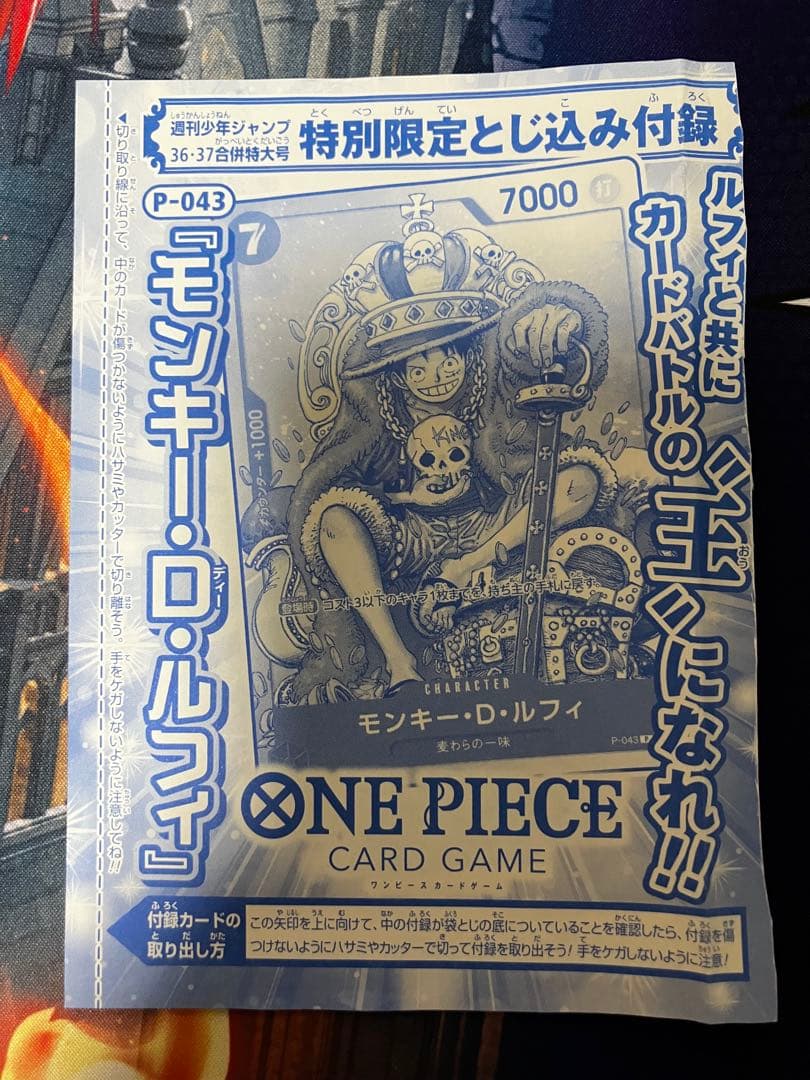 週刊少年ジャンプ
36・37合併特大号
特別限定とじ込み付録
P-043
『モンキー・D・ルフィ』
ルフィと共に
カードバトルの〝王〟になれ!!
◀切り取り線に沿って、中のカードが傷つかないようにハサミやカッターで切り離そう。手をケガしないように注意してね!!
7
7000
打
カウンター +1000
KING
登場時 コスト3以下のキャラ1枚までを、持ち主の手札に戻す。
CHARACTER
モンキー・D・ルフィ
麦わらの一味
P-043 P
ONE PIECE
CARD GAME
ワンピースカードゲーム
付録カードの
取り出し方
この矢印を上に向けて、中の付録が袋とじの底についていることを確認したら、付録を傷
つけないようにハサミやカッターで切って付録を取り出そう!手をケガしないように注意!